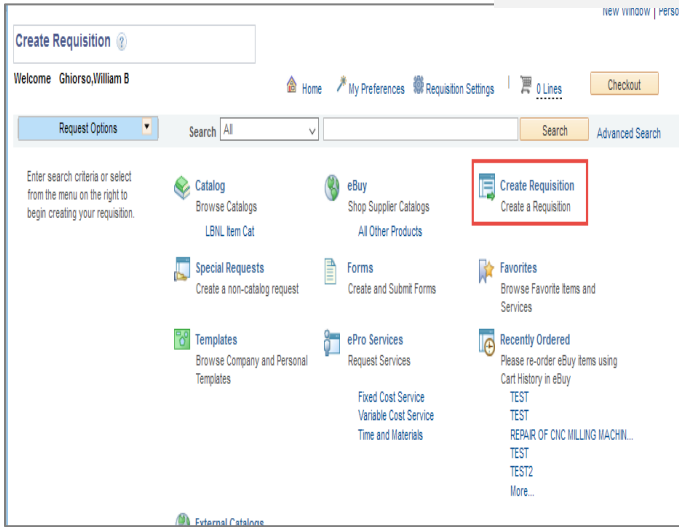 New Window | Perso
Create Requisition
Welcome Ghiorso,William B
Home My Preferences Requisition Settings | 0 Lines Checkout
Request Options Search All Search Advanced Search
Enter search criteria or select
from the menu on the right to
begin creating your requisition.
Catalog
Browse Catalogs
LBNL Item Cat
eBuy
Shop Supplier Catalogs
All Other Products
Create Requisition
Create a Requisition
Special Requests
Create a non-catalog request
Forms
Create and Submit Forms
Favorites
Browse Favorite Items and
Services
Templates
Browse Company and Personal
Templates
ePro Services
Request Services
Fixed Cost Service
Variable Cost Service
Time and Materials
Recently Ordered
Please re-order eBuy items using
Cart History in eBuy
TEST
TEST
REPAIR OF CNC MILLING MACHIN...
TEST
TEST2
More...
External Catalogs